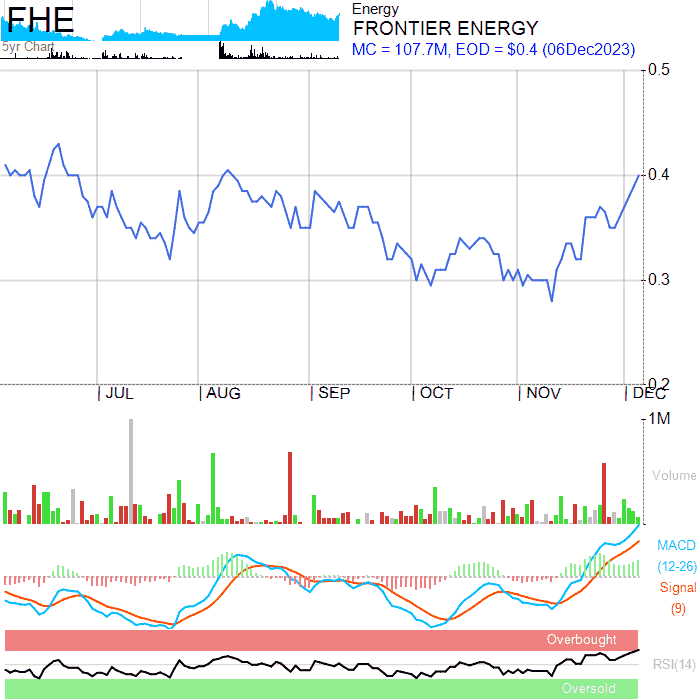 FHE
5yr Chart
Energy
FRONTIER ENERGY
MC = 107.7M, EOD = $0.4 (06Dec2023)
0.5
0.4
0.3
0.2
JUL
AUG
SEP
OCT
NOV
DEC
1M
Volume
MACD
(12-26)
Signal
(9)
Overbought
RSI(14)
Oversold